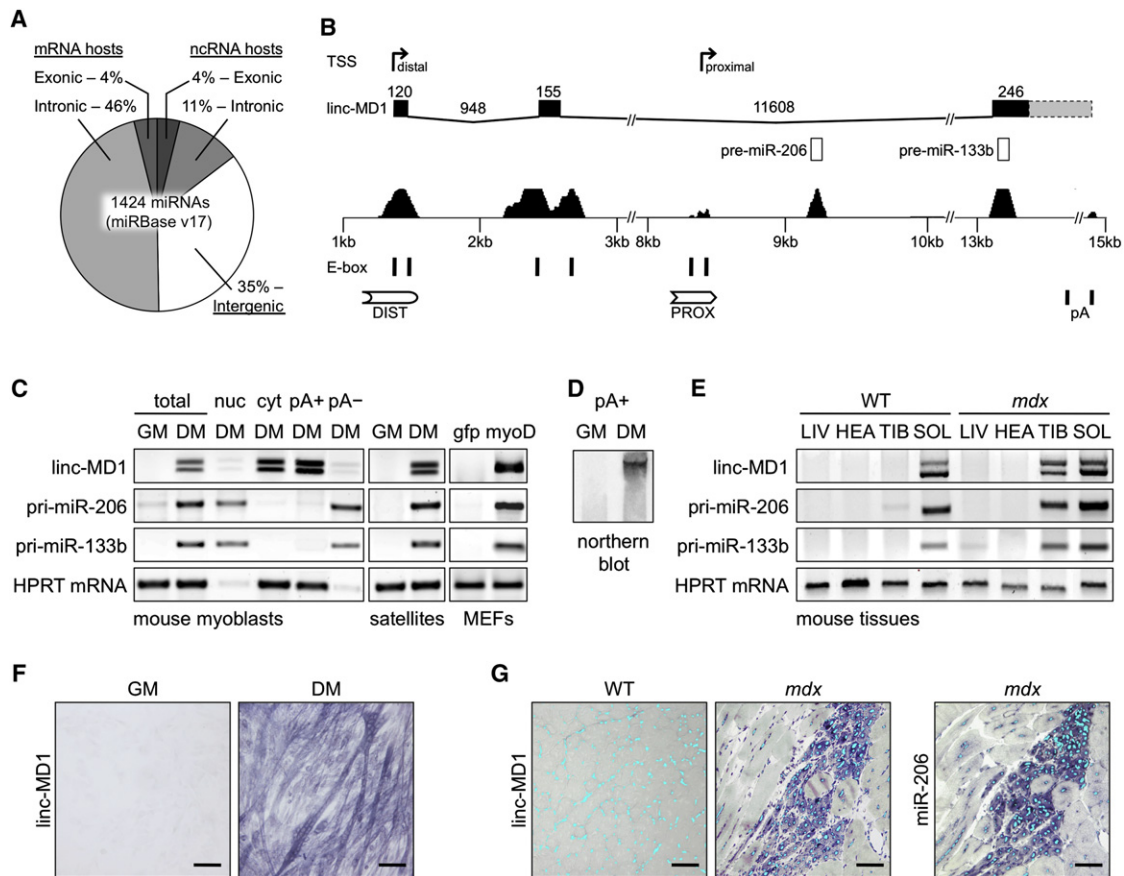 A
mRNA hosts ncRNA hosts
Exonic – 4% 4% – Exonic
Intronic – 46% 11% – Intronic
1424 miRNAs
(miRBase v17)
35% –
Intergenic
B
TSS distal proximal
120 155 246
linc-MD1 948 11608
// //
pre-miR-206 pre-miR-133b
// // //
1kb 2kb 3kb 8kb 9kb 10kb 13kb 15kb
E-box
DIST PROX pA
C
total nuc cyt pA+ pA–
GM DM DM DM DM DM GM DM gfp myoD
linc-MD1
pri-miR-206
pri-miR-133b
HPRT mRNA
mouse myoblasts satellites MEFs
D
pA+
GM DM
northern
blot
E
WT mdx
LIV HEA TIB SOL LIV HEA TIB SOL
linc-MD1
pri-miR-206
pri-miR-133b
HPRT mRNA
mouse tissues
F
GM DM
linc-MD1
G
WT mdx mdx
linc-MD1
miR-206